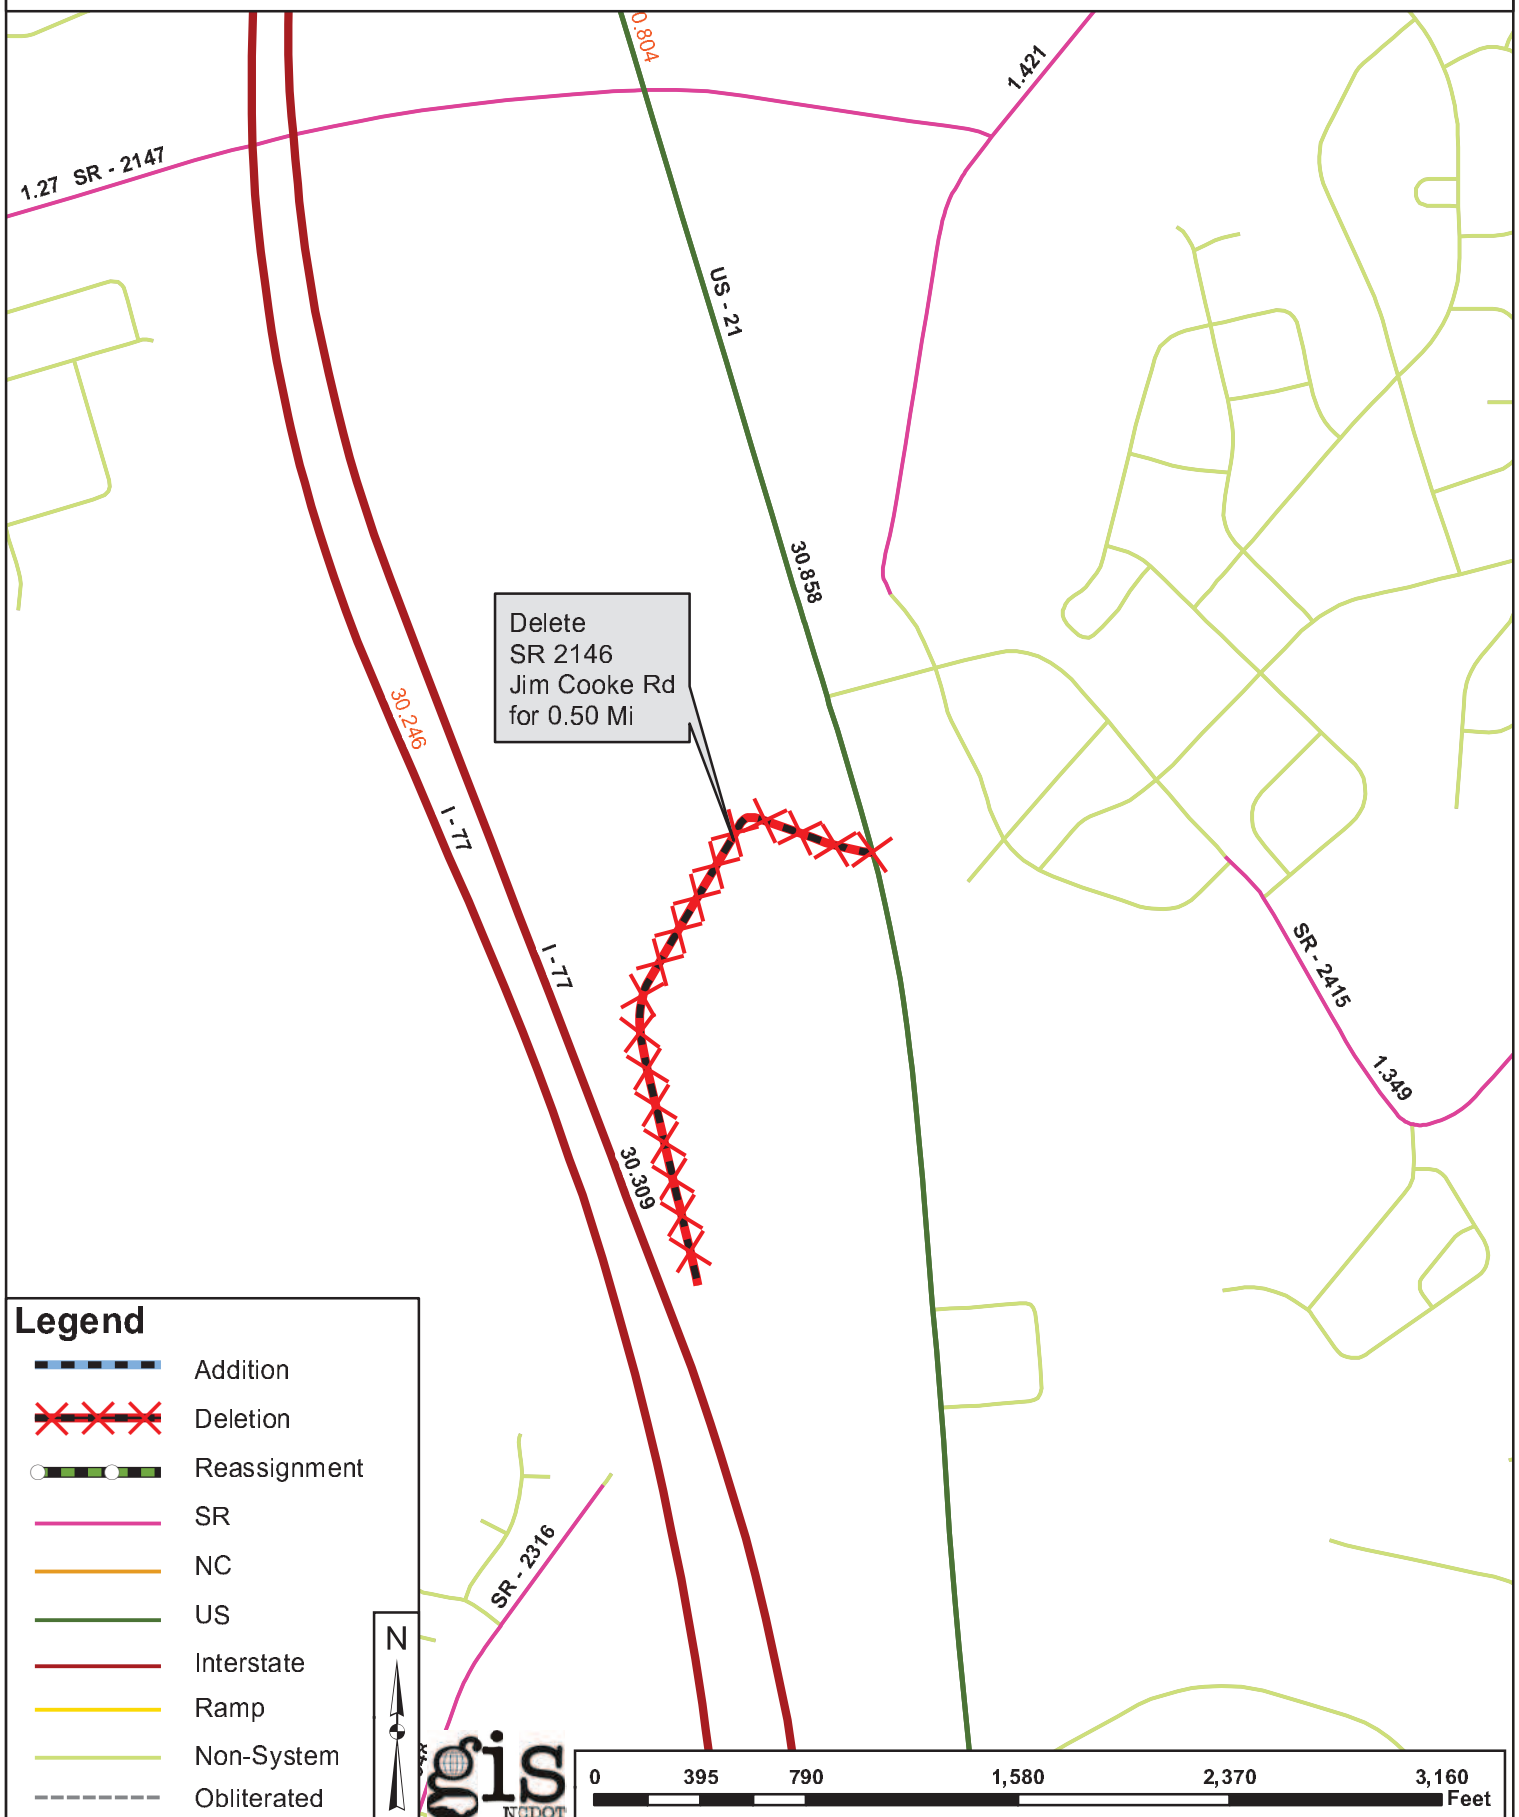 0.804
1.421
1.27 SR - 2147
US - 21
30.858
Delete
SR 2146
Jim Cooke Rd
for 0.50 Mi
30.246
I - 77
I - 77
SR - 2415
1.349
30.309
SR - 2316
Legend
Addition
Deletion
Reassignment
SR
NC
US
Interstate
Ramp
Non-System
Obliterated
N
gis
NCDOT
0 395 790 1,580 2,370 3,160
Feet